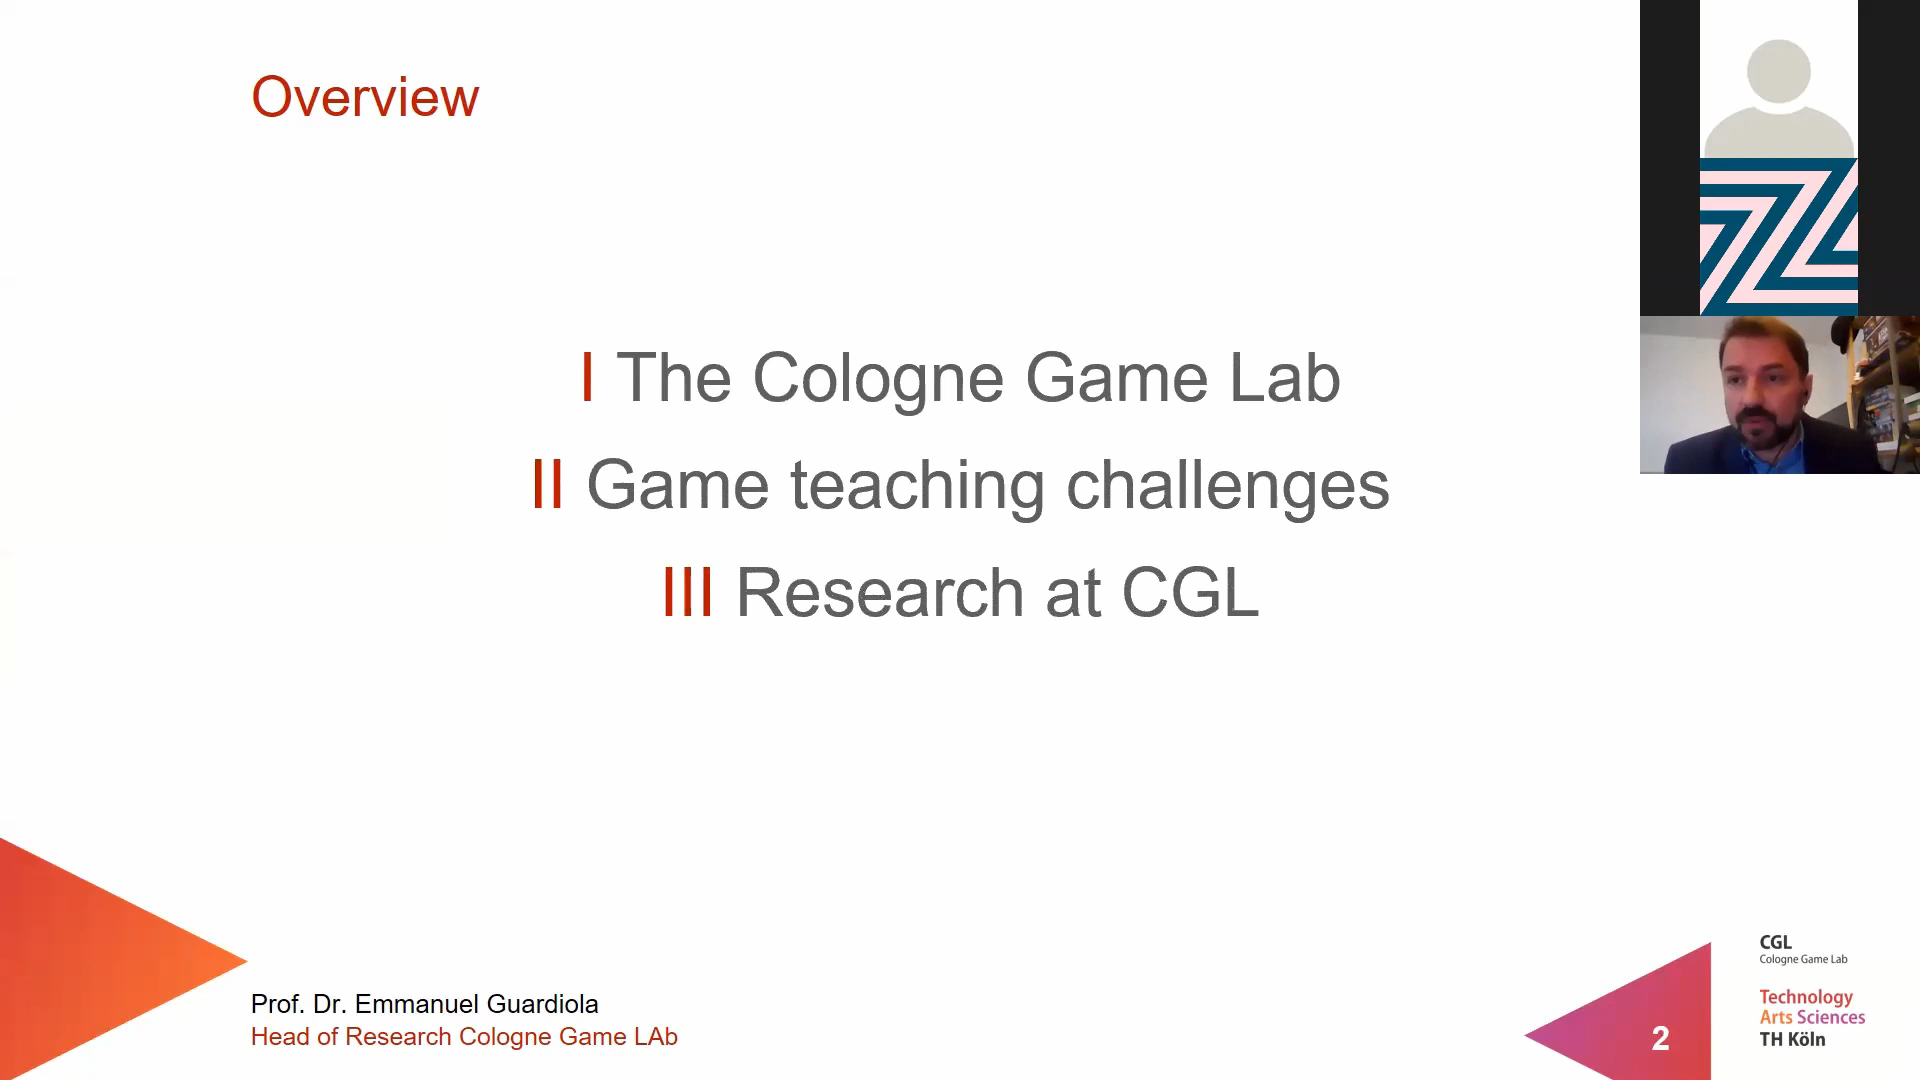 Overview
I The Cologne Game Lab
II Game teaching challenges
III Research at CGL
Prof. Dr. Emmanuel Guardiola
Head of Research Cologne Game LAb
2
CGL
Cologne Game Lab
Technology
Arts Sciences
TH Köln